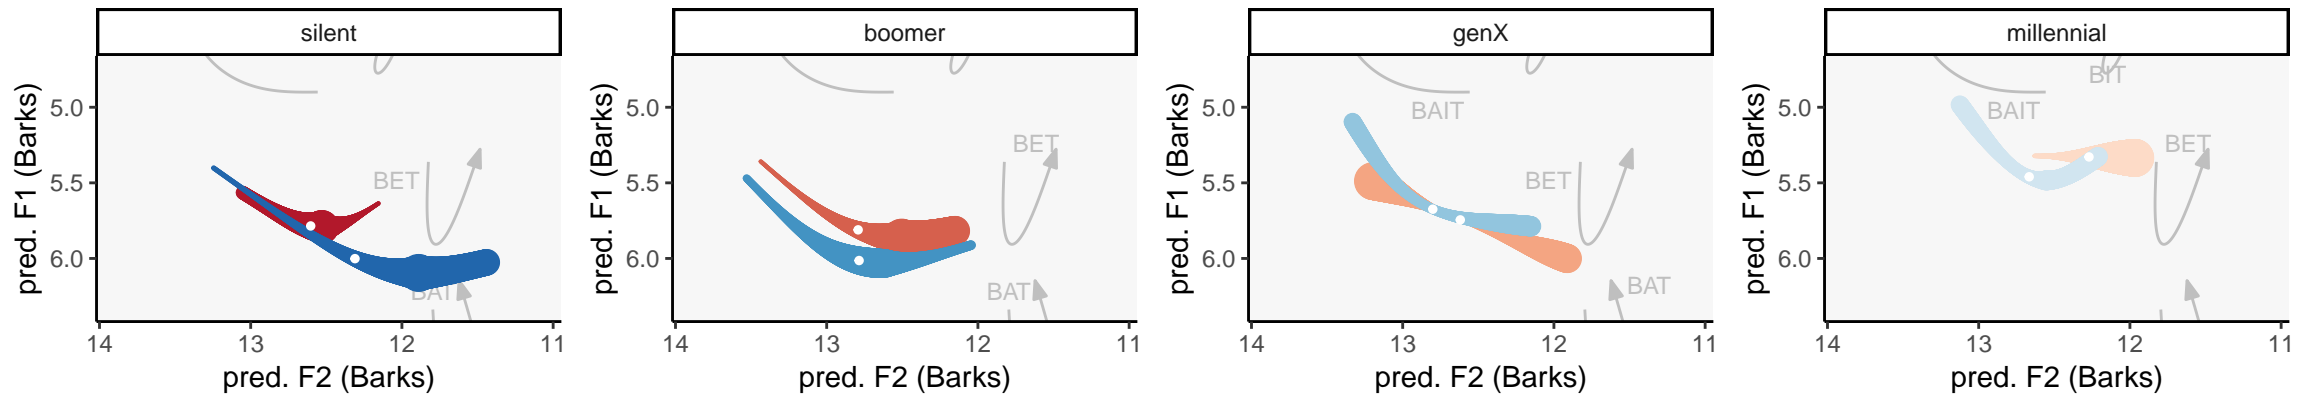 silent
boomer
genX
millennial
pred. F1 (Barks)
5.0
5.5
6.0
BET
BAT
14
13
12
11
pred. F2 (Barks)
pred. F1 (Barks)
5.0
5.5
6.0
BET
BAT
14
13
12
11
pred. F2 (Barks)
pred. F1 (Barks)
5.0
5.5
6.0
BAIT
BET
BAT
14
13
12
11
pred. F2 (Barks)
pred. F1 (Barks)
5.0
5.5
6.0
BIT
BAIT
BET
14
13
12
11
pred. F2 (Barks)